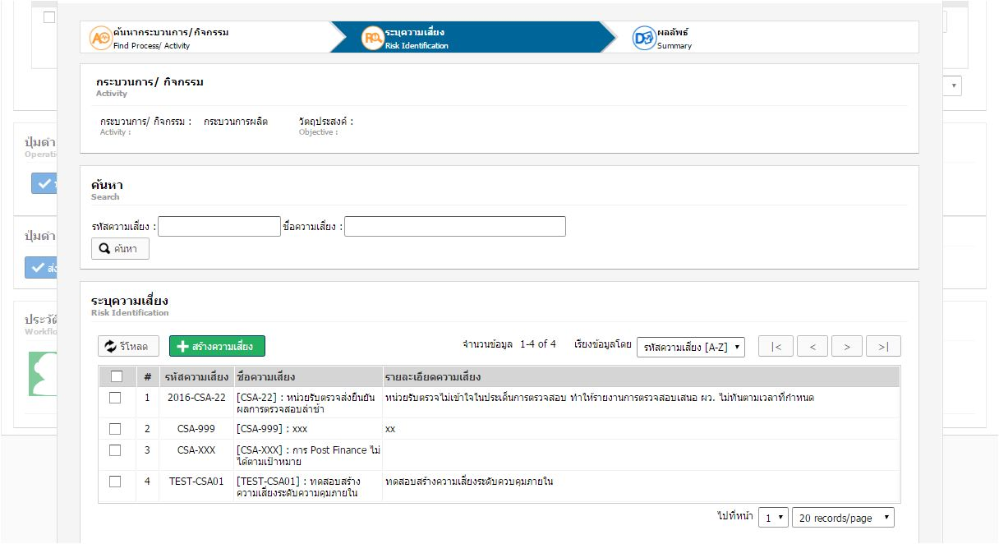 ค้นหากระบวนการ/กิจกรรม
Find Process/ Activity
ระบุความเสี่ยง
Risk Identification
ผลลัพธ์
Summary
กระบวนการ/ กิจกรรม
Activity
กระบวนการ/ กิจกรรม : กระบวนการผลิต วัตถุประสงค์ :
Activity : Objective :
ปุ่มดำ
Operati
ค้นหา
Search
รหัสความเสี่ยง : ชื่อความเสี่ยง :
ค้นหา
ปุ่มดำ
ส่ง
ระบุความเสี่ยง
Risk Identification
ประวัติ
Workflo
รีโหลด สร้างความเสี่ยง จำนวนข้อมูล 1-4 of 4 เรียงข้อมูลโดย รหัสความเสี่ยง [A-Z] |< < > >|
# รหัสความเสี่ยง ชื่อความเสี่ยง รายละเอียดความเสี่ยง
1 2016-CSA-22 [CSA-22] : หน่วยรับตรวจส่งยืนยัน หน่วยรับตรวจไม่เข้าใจในประเด็นการตรวจสอบ ทำให้รายงานการตรวจสอบเสนอ ผว. ไม่ทันตามเวลาที่กำหนด
ผลการตรวจสอบล่าช้า
2 CSA-999 [CSA-999] : xxx xx
3 CSA-XXX [CSA-XXX] : การ Post Finance ไม่
ได้ตามเป้าหมาย
4 TEST-CSA01 [TEST-CSA01] : ทดสอบสร้าง ทดสอบสร้างความเสี่ยงระดับควบคุมภายใน
ความเสี่ยงระดับความคุมภายใน
ไปที่หน้า 1 20 records/page